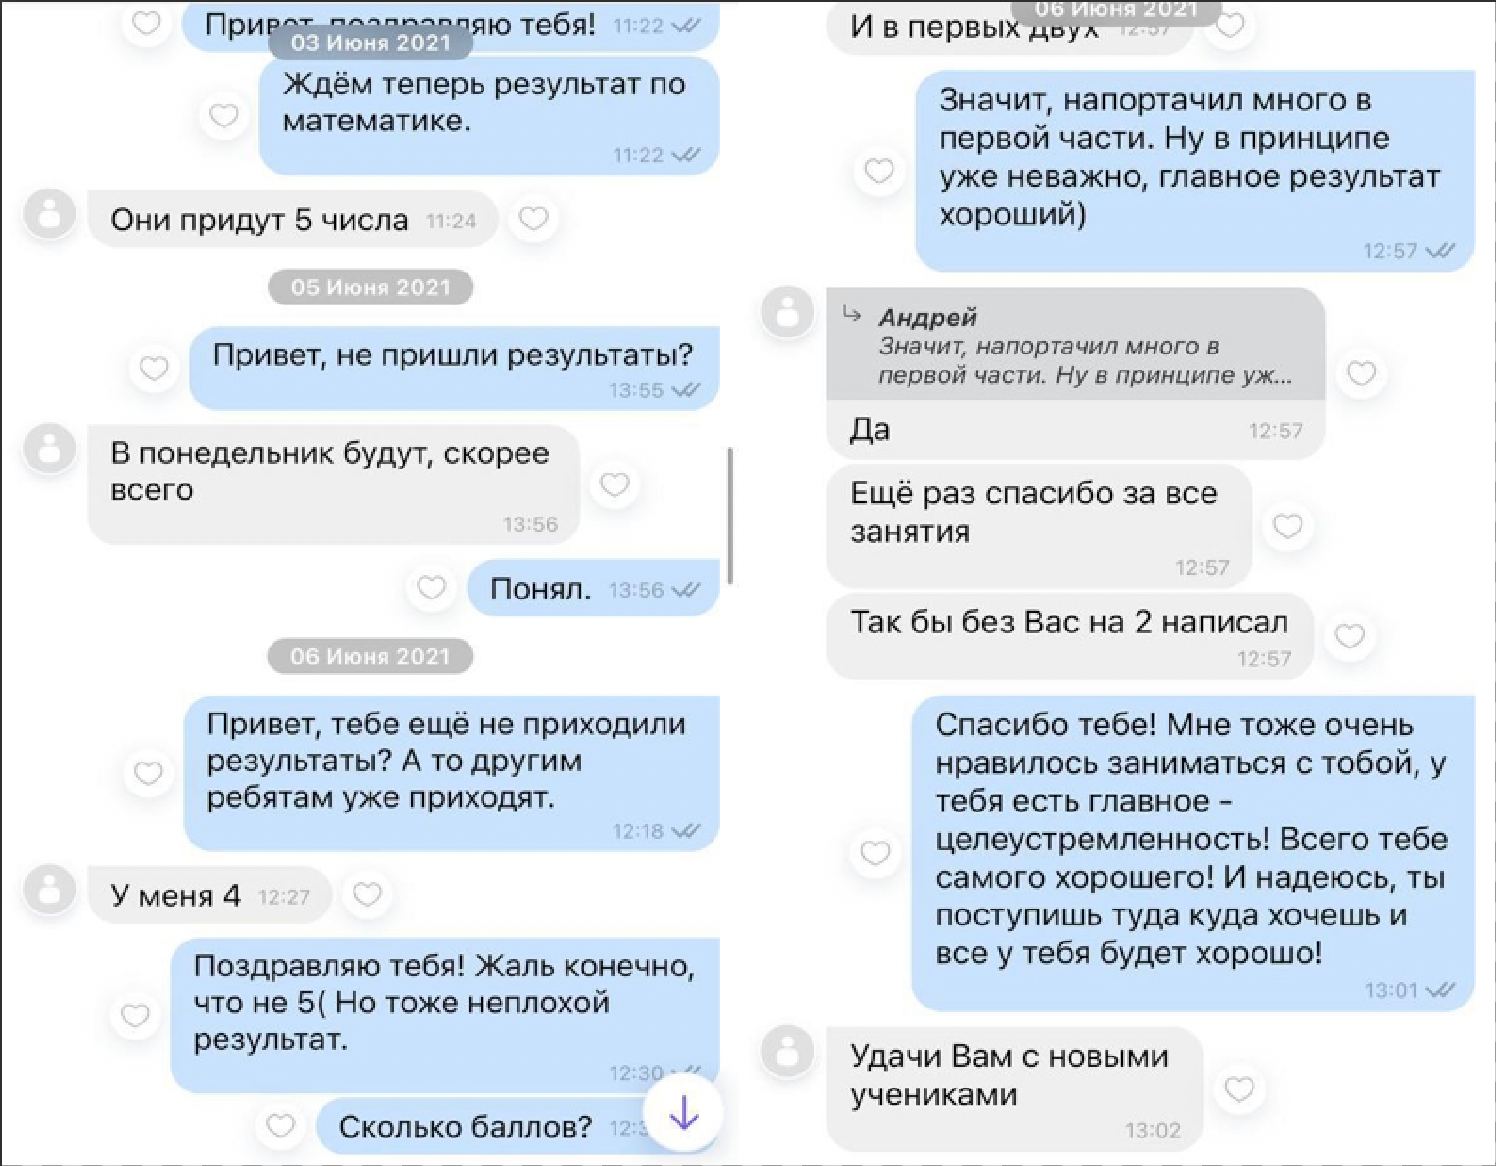 Привет, поздравляю тебя! 11:22
03 Июня 2021
Ждём теперь результат по
математике.
11:22
Они придут 5 числа 11:24
05 Июня 2021
Привет, не пришли результаты?
13:55
В понедельник будут, скорее
всего
13:56
Понял. 13:56
06 Июня 2021
Привет, тебе ещё не приходили
результаты? А то другим
ребятам уже приходят.
12:18
У меня 4 12:27
Поздравляю тебя! Жаль конечно,
что не 5( Но тоже неплохой
результат.
12:30
Сколько баллов?
06 Июня 2021
И в первых двух 12:57
Значит, напортачил много в
первой части. Ну в принципе
уже неважно, главное результат
хороший)
12:57
Андрей
Значит, напортачил много в
первой части. Ну в принципе уж...
Да 12:57
Ещё раз спасибо за все
занятия
12:57
Так бы без Вас на 2 написал
12:57
Спасибо тебе! Мне тоже очень
нравилось заниматься с тобой, у
тебя есть главное -
целеустремленность! Всего тебе
самого хорошего! И надеюсь, ты
поступишь туда куда хочешь и
все у тебя будет хорошо!
13:01
Удачи Вам с новыми
учениками
13:02